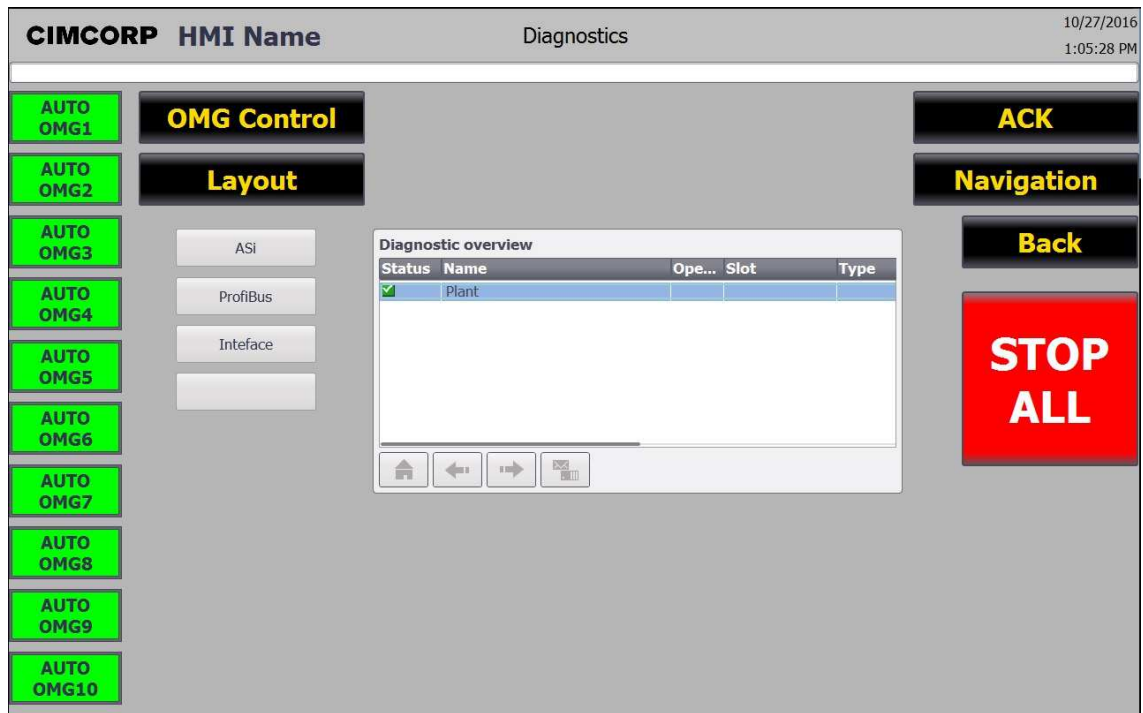 CIMCORP HMI Name
Diagnostics
10/27/2016
1:05:28 PM
AUTO
OMG1
AUTO
OMG2
AUTO
OMG3
AUTO
OMG4
AUTO
OMG5
AUTO
OMG6
AUTO
OMG7
AUTO
OMG8
AUTO
OMG9
AUTO
OMG10
OMG Control
Layout
ASi
ProfiBus
Inteface
Diagnostic overview
Status Name Ope... Slot Type
Plant
ACK
Navigation
Back
STOP
ALL